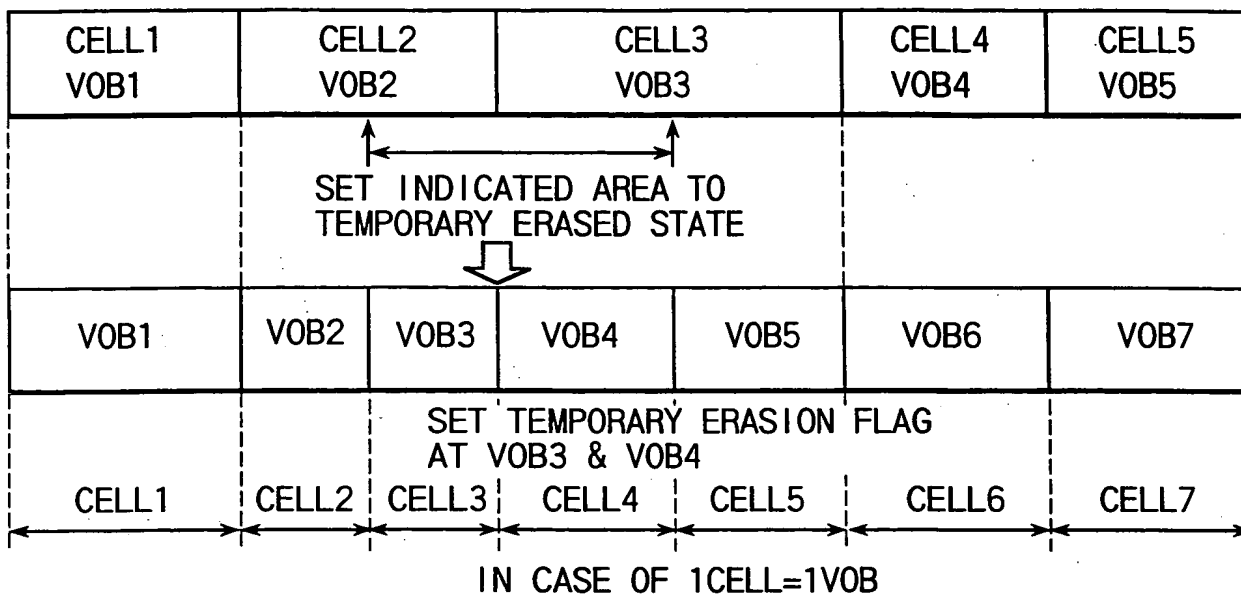 CELL1 CELL2 CELL3 CELL4 CELL5
VOB1 VOB2 VOB3 VOB4 VOB5
SET INDICATED AREA TO
TEMPORARY ERASED STATE
VOB1 VOB2 VOB3 VOB4 VOB5 VOB6 VOB7
SET TEMPORARY ERASION FLAG
AT VOB3 & VOB4
CELL1 CELL2 CELL3 CELL4 CELL5 CELL6 CELL7
IN CASE OF 1CELL=1VOB